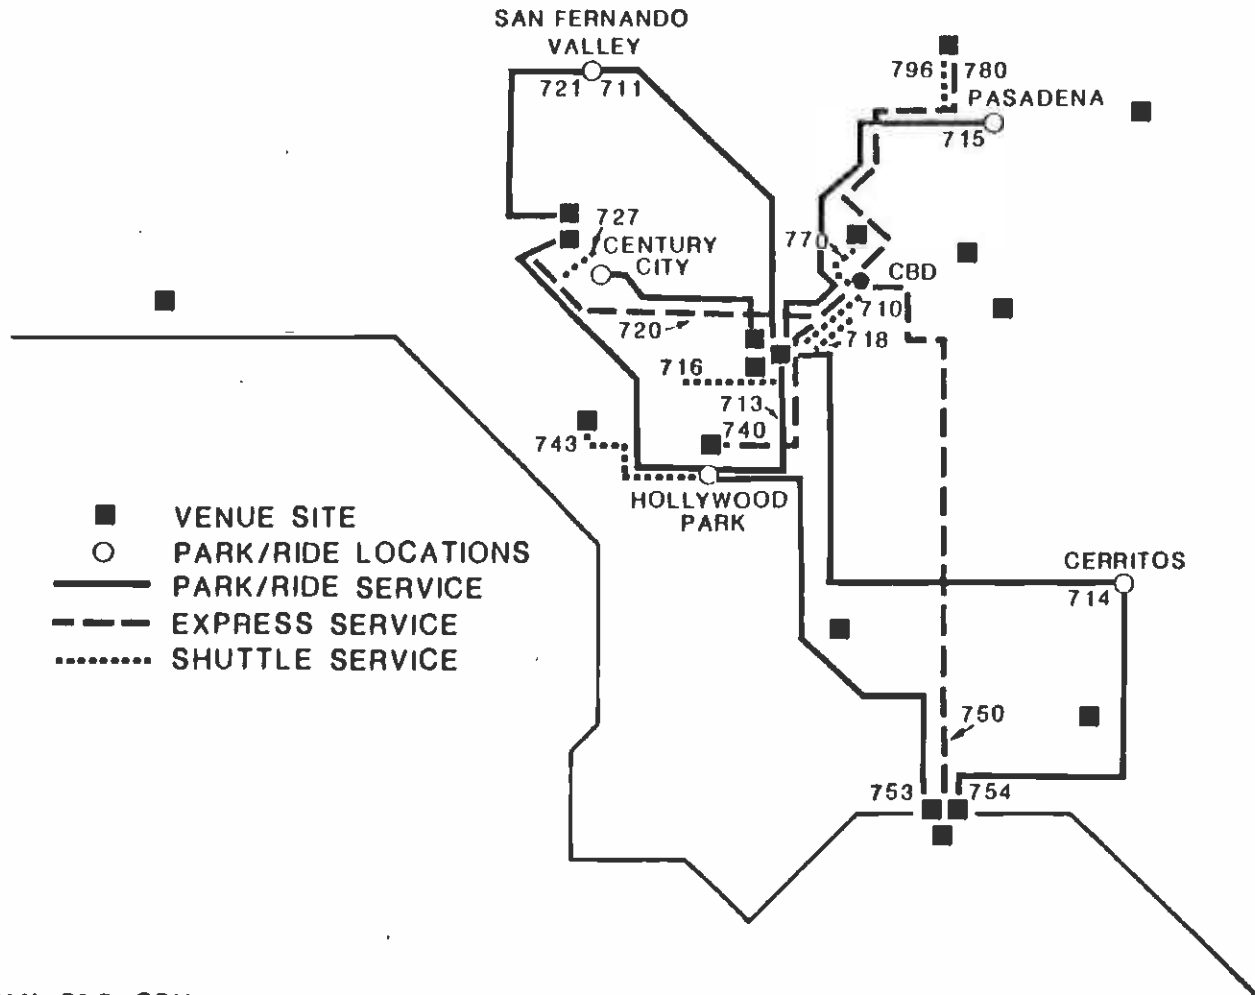 SAN FERNANDO
VALLEY
721 711
796 780
PASADENA
715
727
CENTURY
CITY
770
CBD
710
720
718
716
713
740
743
HOLLYWOOD
PARK
VENUE SITE
PARK/RIDE LOCATIONS
PARK/RIDE SERVICE
EXPRESS SERVICE
SHUTTLE SERVICE
CERRITOS
714
750
753 754